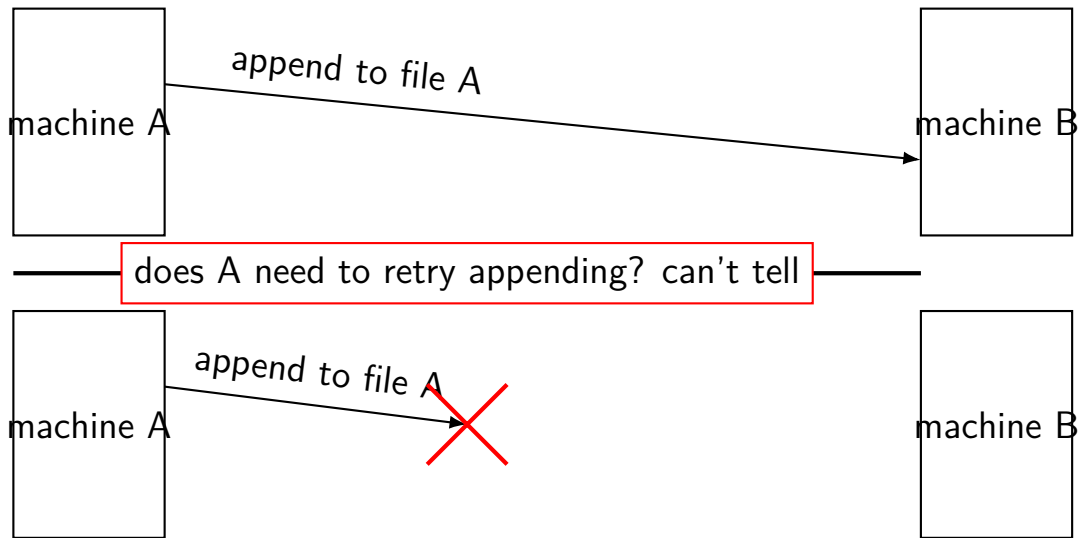 append to file A
machine A
machine B
does A need to retry appending? can't tell
append to file A
machine A
machine B